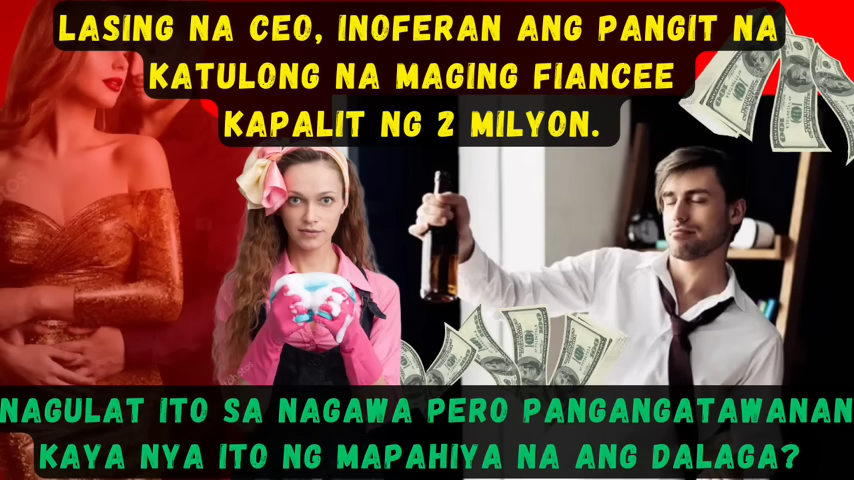 LASING NA CEO, INOFERAN ANG PANGIT NA
KATULONG NA MAGING FIANCEE
KAPALIT NG 2 MILYON.
NAGULAT ITO SA NAGAWA PERO PANGANGATAWANAN
KAYA NYA ITO NG MAPAHIYA NA ANG DALAGA?